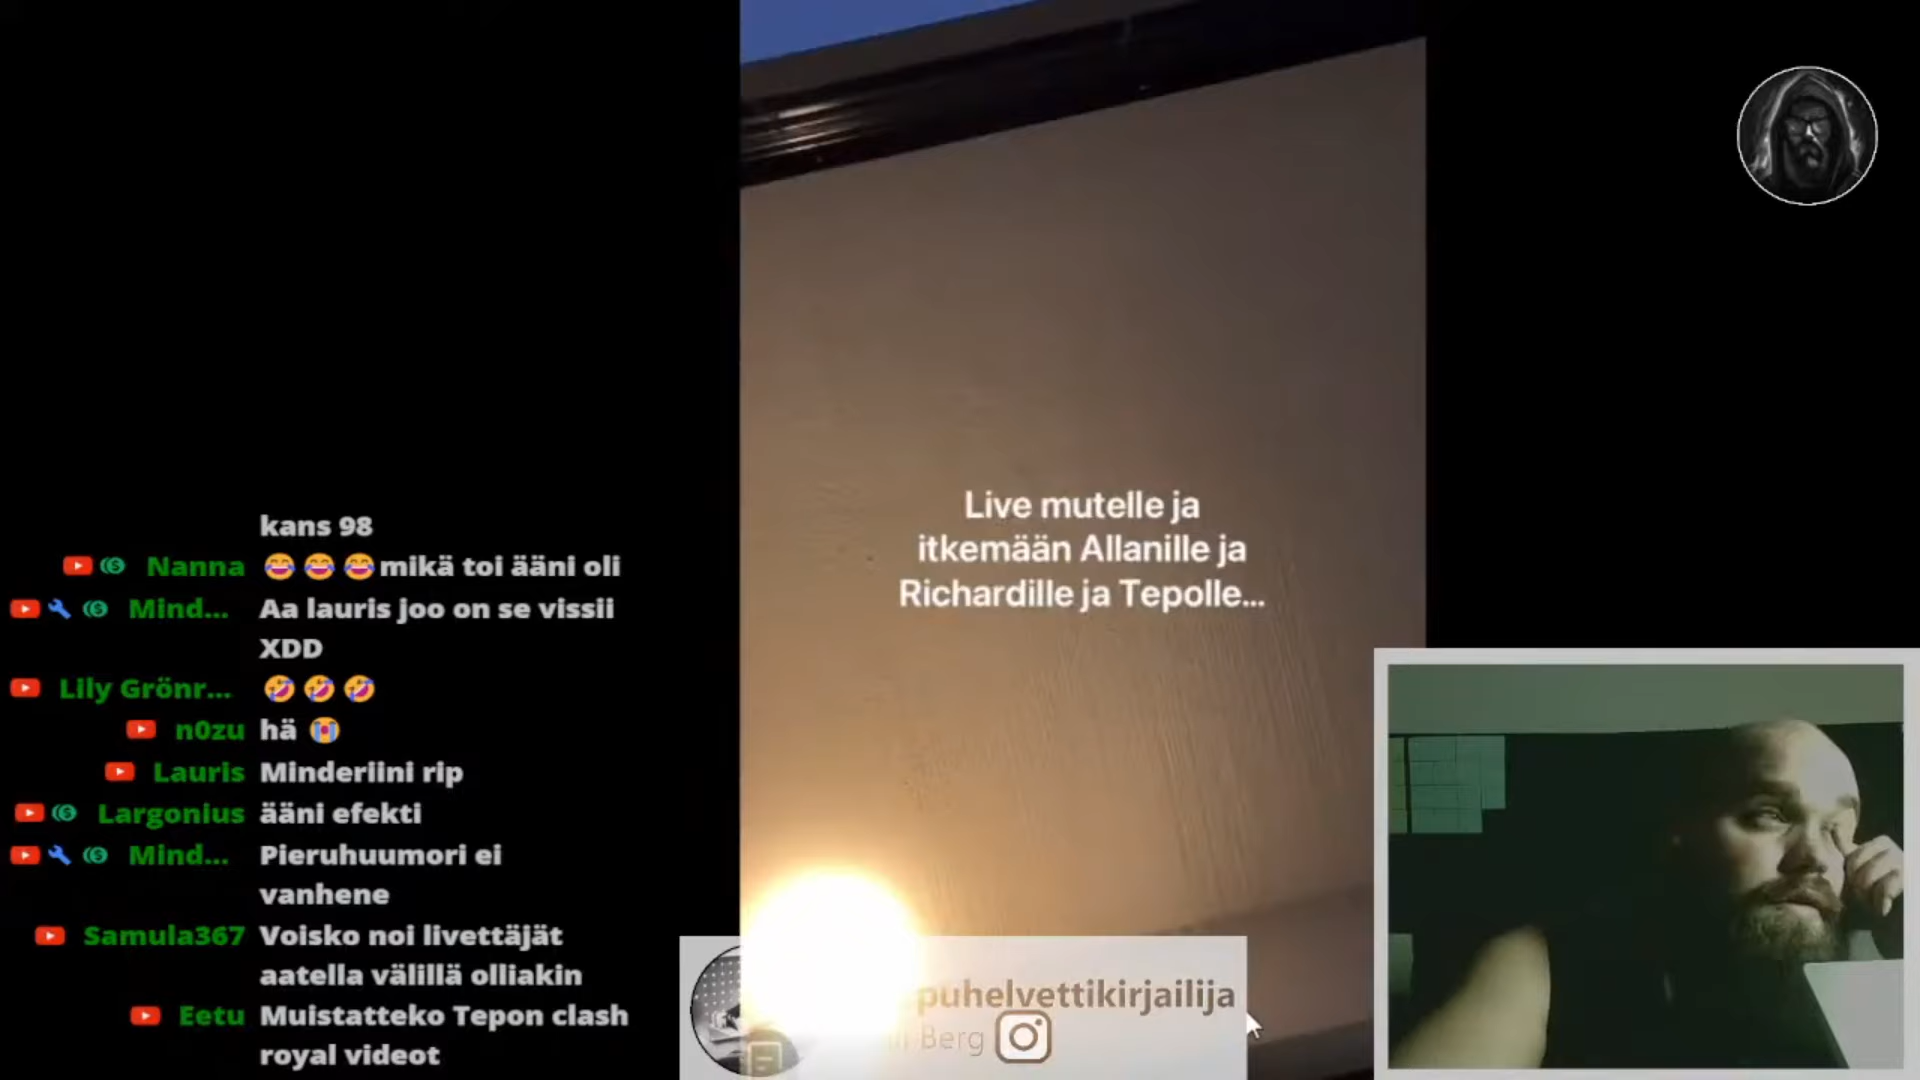 kans 98
Nanna 😂😂😂mikä toi ääni oli
Mind... Aa lauris joo on se vissii
XDD
Lily Grönr... 🤣🤣🤣
n0zu hä 😭
Lauris Minderiini rip
Largonius ääni efekti
Mind... Pieruhuumori ei
vanhene
Samula367 Voisko noi livettäjät
aatella välillä olliakin
Eetu Muistatteko Tepon clash
royal videot
Live mutelle ja
itkemään Allanille ja
Richardille ja Tepolle...
puhelvettikirjailija
Berg